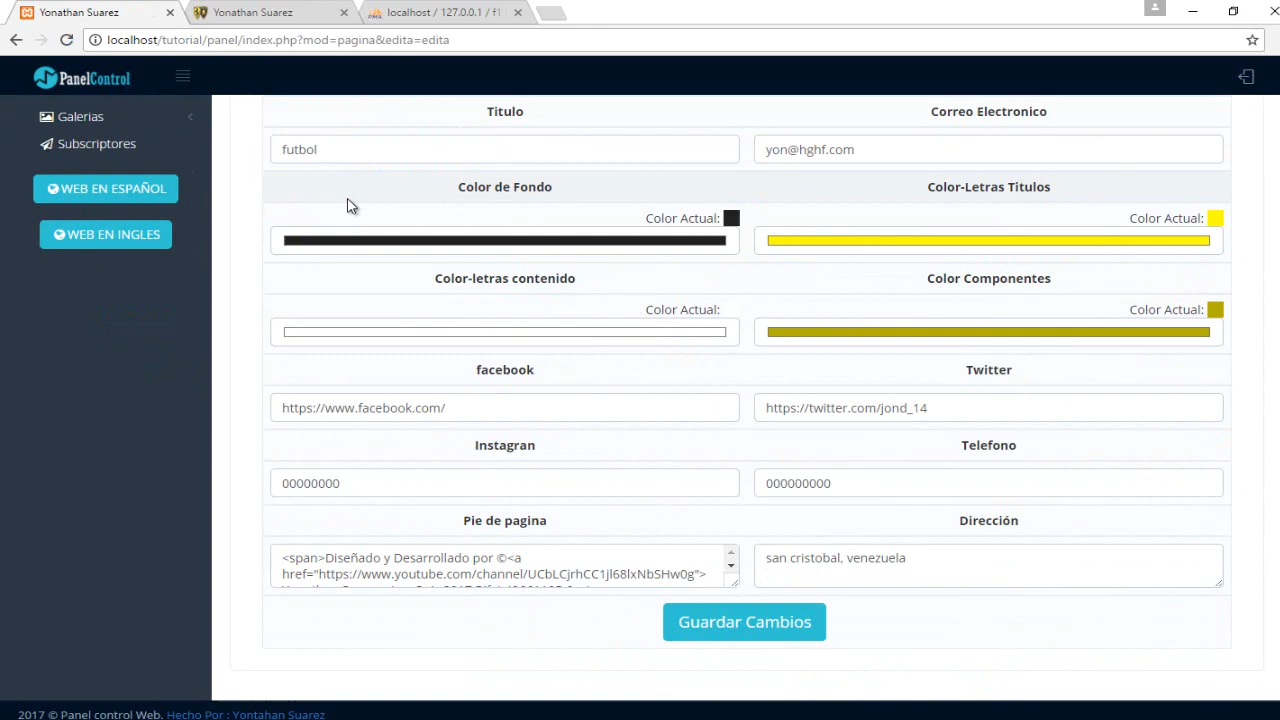 Yonathan Suarez
Yonathan Suarez
localhost / 127.0.0.1 / f1
localhost/tutorial/panel/index.php?mod=pagina&edita=edita
PanelControl
Galerias
Subscriptores
WEB EN ESPAÑOL
WEB EN INGLES
Titulo
Correo Electronico
futbol
yon@hghf.com
Color de Fondo
Color-Letras Titulos
Color Actual:
Color Actual:
Color-letras contenido
Color Componentes
Color Actual:
Color Actual:
facebook
Twitter
https://www.facebook.com/
https://twitter.com/jond_14
Instagran
Telefono
00000000
000000000
Pie de pagina
Dirección
<span>Diseñado y Desarrollado por ©<a
href="https://www.youtube.com/channel/UCbLCjrhCC1jl68lxNbSHw0g">
san cristobal, venezuela
Guardar Cambios
2017 © Panel control Web. Hecho Por : Yontahan Suarez